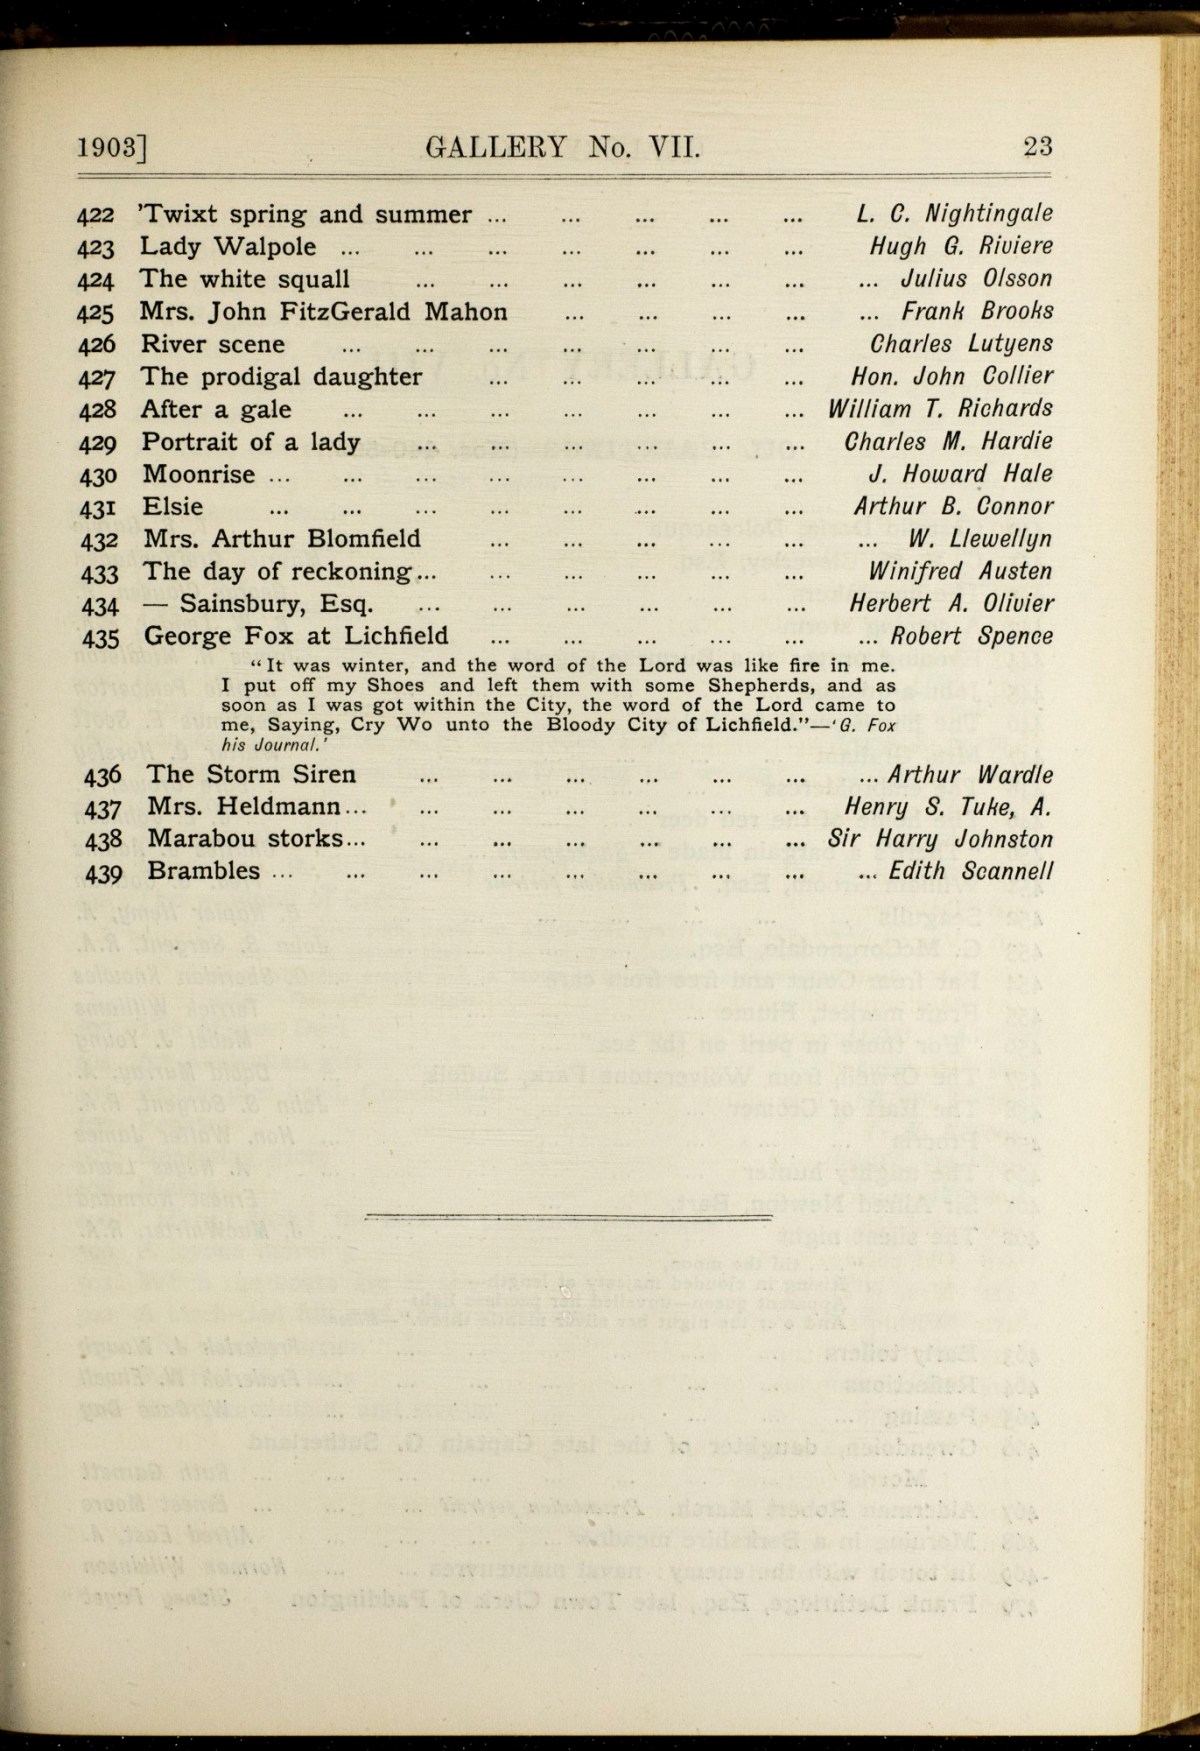 1903] GALLERY No. VII. 23
422 'Twixt spring and summer ... ... ... ... ... L. C. Nightingale
423 Lady Walpole ... ... ... ... ... ... ... Hugh G. Riviere
424 The white squall ... ... ... ... ... ... ... Julius Olsson
425 Mrs. John FitzGerald Mahon ... ... ... ... ... Frank Brooks
426 River scene ... ... ... ... ... ... ... Charles Lutyens
427 The prodigal daughter ... ... ... ... ... Hon. John Collier
428 After a gale ... ... ... ... ... ... ... William T. Richards
429 Portrait of a lady ... ... ... ... ... ... Charles M. Hardie
430 Moonrise ... ... ... ... ... ... ... ... J. Howard Hale
431 Elsie ... ... ... ... ... ... ... ... Arthur B. Connor
432 Mrs. Arthur Blomfield ... ... ... ... ... ... W. Llewellyn
433 The day of reckoning... ... ... ... ... ... Winifred Austen
434 — Sainsbury, Esq. ... ... ... ... ... ... Herbert A. Olivier
435 George Fox at Lichfield ... ... ... ... ... ... Robert Spence
"It was winter, and the word of the Lord was like fire in me.
I put off my Shoes and left them with some Shepherds, and as
soon as I was got within the City, the word of the Lord came to
me, Saying, Cry Wo unto the Bloody City of Lichfield."—'G. Fox
his Journal.'
436 The Storm Siren ... ... ... ... ... ... ... Arthur Wardle
437 Mrs. Heldmann... ... ... ... ... ... ... Henry S. Tuke, A.
438 Marabou storks... ... ... ... ... ... ... Sir Harry Johnston
439 Brambles ... ... ... ... ... ... ... ... ... Edith Scannell